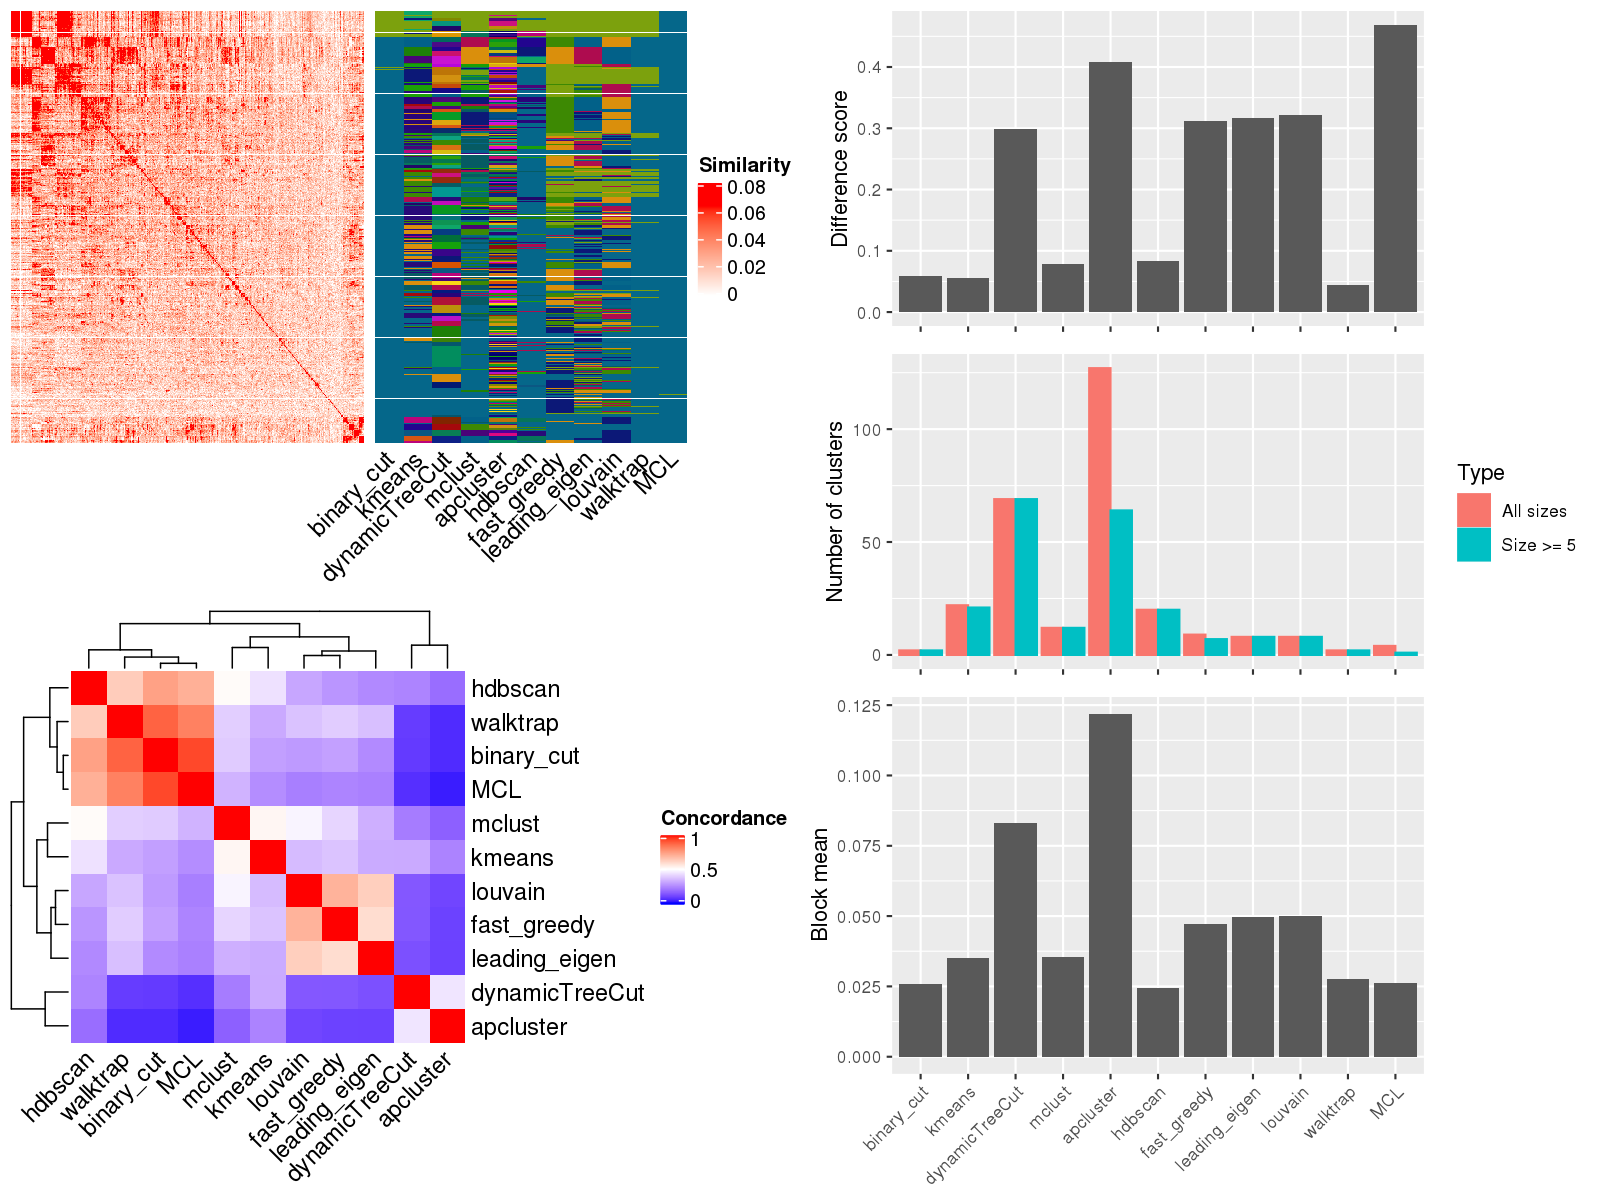 Similarity
0.08
0.06
0.04
0.02
0
binary_cut
kmeans
dynamicTreeCut
mclust
apcluster
hdbscan
fast_greedy
leading_eigen
louvain
walktrap
MCL
hdbscan
walktrap
binary_cut
MCL
mclust
kmeans
louvain
fast_greedy
leading_eigen
dynamicTreeCut
apcluster
hdbscan
walktrap
binary_cut
MCL
mclust
kmeans
louvain
fast_greedy
leading_eigen
dynamicTreeCut
apcluster
Concordance
1
0.5
0
Difference score
0.4
0.3
0.2
0.1
0.0
Number of clusters
100
50
0
Type
All sizes
Size >= 5
Block mean
0.125
0.100
0.075
0.050
0.025
0.000
binary_cut
kmeans
dynamicTreeCut
mclust
apcluster
hdbscan
fast_greedy
leading_eigen
louvain
walktrap
MCL